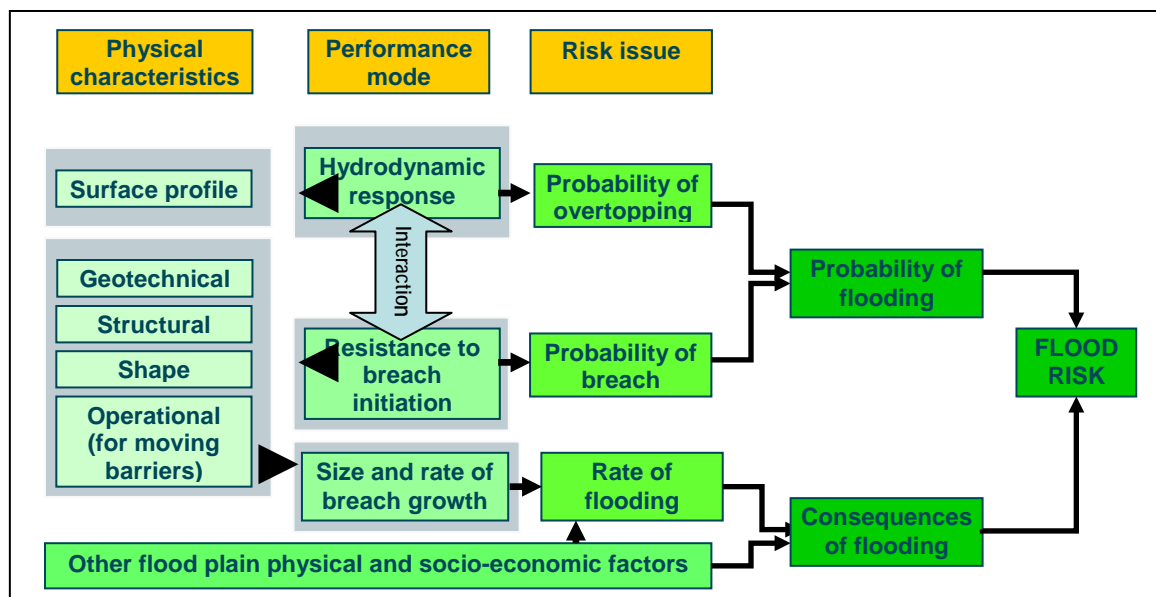 Physical
characteristics
Performance
mode
Risk issue
Surface profile
Hydrodynamic
response
Probability of
overtopping
Interaction
Geotechnical
Structural
Shape
Operational
(for moving
barriers)
Resistance to
breach
initiation
Probability of
breach
Probability of
flooding
FLOOD
RISK
Size and rate of
breach growth
Rate of
flooding
Consequences
of flooding
Other flood plain physical and socio-economic factors